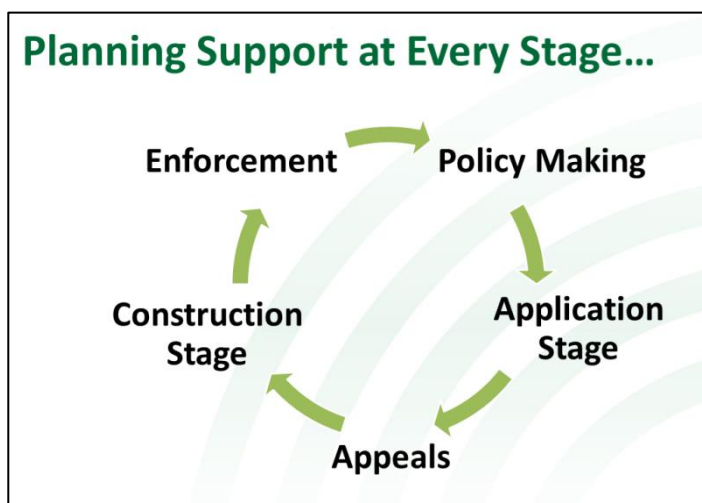 Planning Support at Every Stage…
Enforcement
Policy Making
Application
Stage
Appeals
Construction
Stage